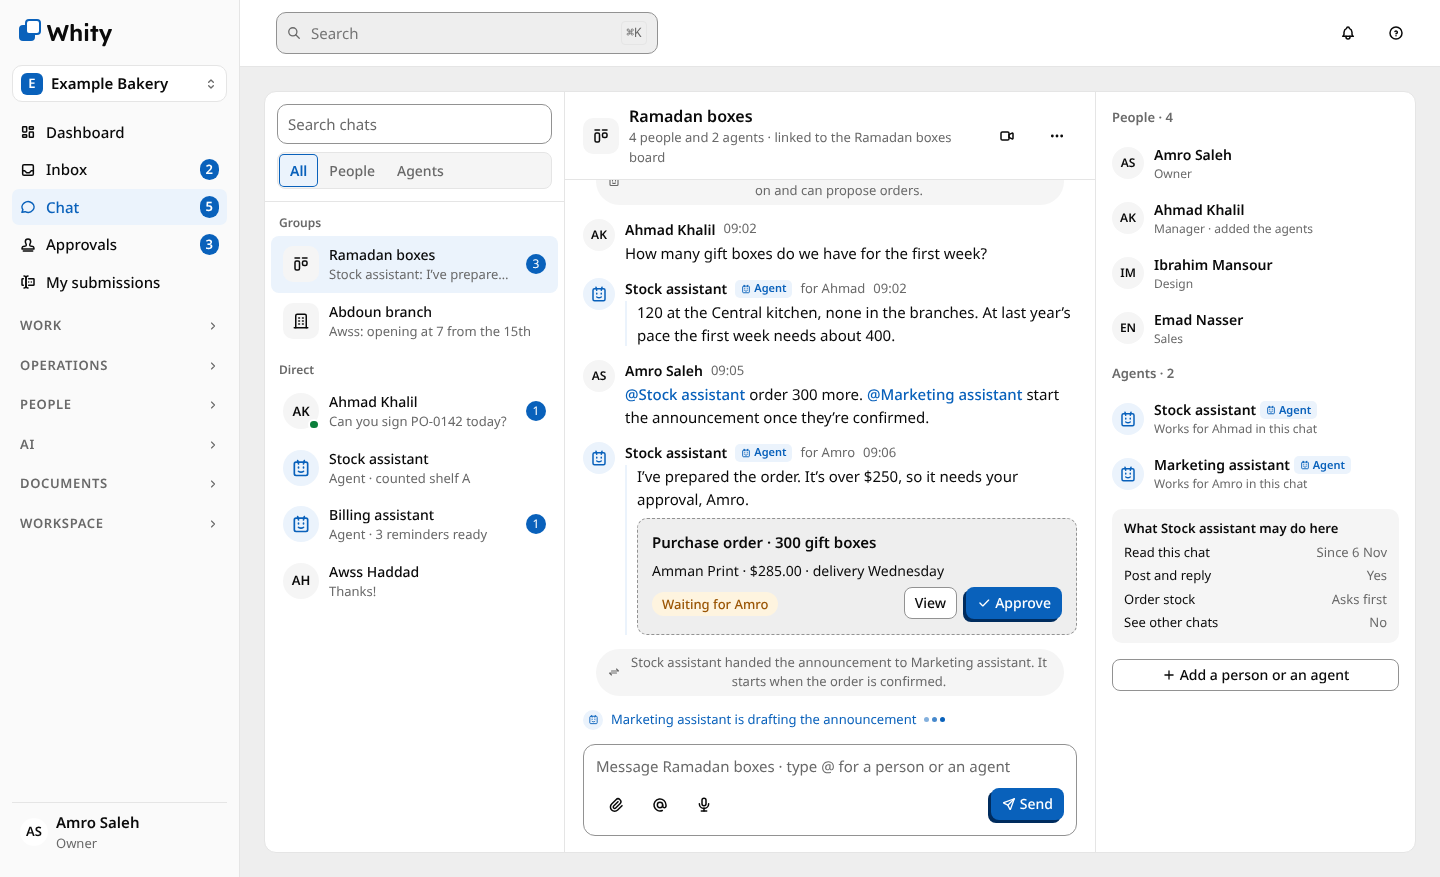 Whity
E Example Bakery
Dashboard
Inbox 2
Chat 5
Approvals 3
My submissions
WORK
OPERATIONS
PEOPLE
AI
DOCUMENTS
WORKSPACE
AS Amro Saleh
Owner
Search ⌘K
Search chats
All People Agents
Groups
Ramadan boxes
Stock assistant: I’ve prepare… 3
Abdoun branch
Awss: opening at 7 from the 15th
Direct
AK Ahmad Khalil
Can you sign PO-0142 today? 1
Stock assistant
Agent · counted shelf A
Billing assistant
Agent · 3 reminders ready 1
AH Awss Haddad
Thanks!
Ramadan boxes
4 people and 2 agents · linked to the Ramadan boxes
board
on and can propose orders.
AK Ahmad Khalil 09:02
How many gift boxes do we have for the first week?
Stock assistant Agent for Ahmad 09:02
120 at the Central kitchen, none in the branches. At last year’s
pace the first week needs about 400.
AS Amro Saleh 09:05
@Stock assistant order 300 more. @Marketing assistant start
the announcement once they’re confirmed.
Stock assistant Agent for Amro 09:06
I’ve prepared the order. It’s over $250, so it needs your
approval, Amro.
Purchase order · 300 gift boxes
Amman Print · $285.00 · delivery Wednesday
Waiting for Amro View Approve
Stock assistant handed the announcement to Marketing assistant. It
starts when the order is confirmed.
Marketing assistant is drafting the announcement
Message Ramadan boxes · type @ for a person or an agent
Send
People · 4
AS Amro Saleh
Owner
AK Ahmad Khalil
Manager · added the agents
IM Ibrahim Mansour
Design
EN Emad Nasser
Sales
Agents · 2
Stock assistant Agent
Works for Ahmad in this chat
Marketing assistant Agent
Works for Amro in this chat
What Stock assistant may do here
Read this chat Since 6 Nov
Post and reply Yes
Order stock Asks first
See other chats No
+ Add a person or an agent